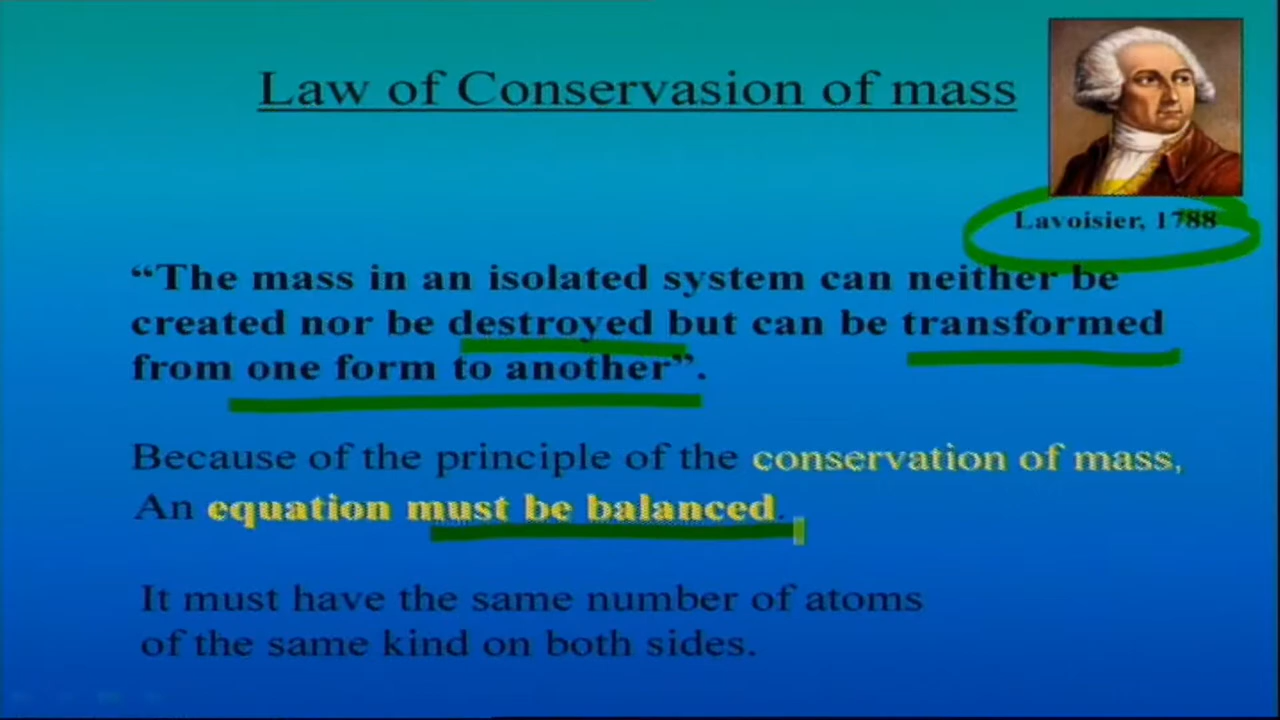 Law of Conservasion of mass
Lavoisier, 1788
“The mass in an isolated system can neither be
created nor be destroyed but can be transformed
from one form to another”.
Because of the principle of the conservation of mass,
An equation must be balanced.
It must have the same number of atoms
of the same kind on both sides.